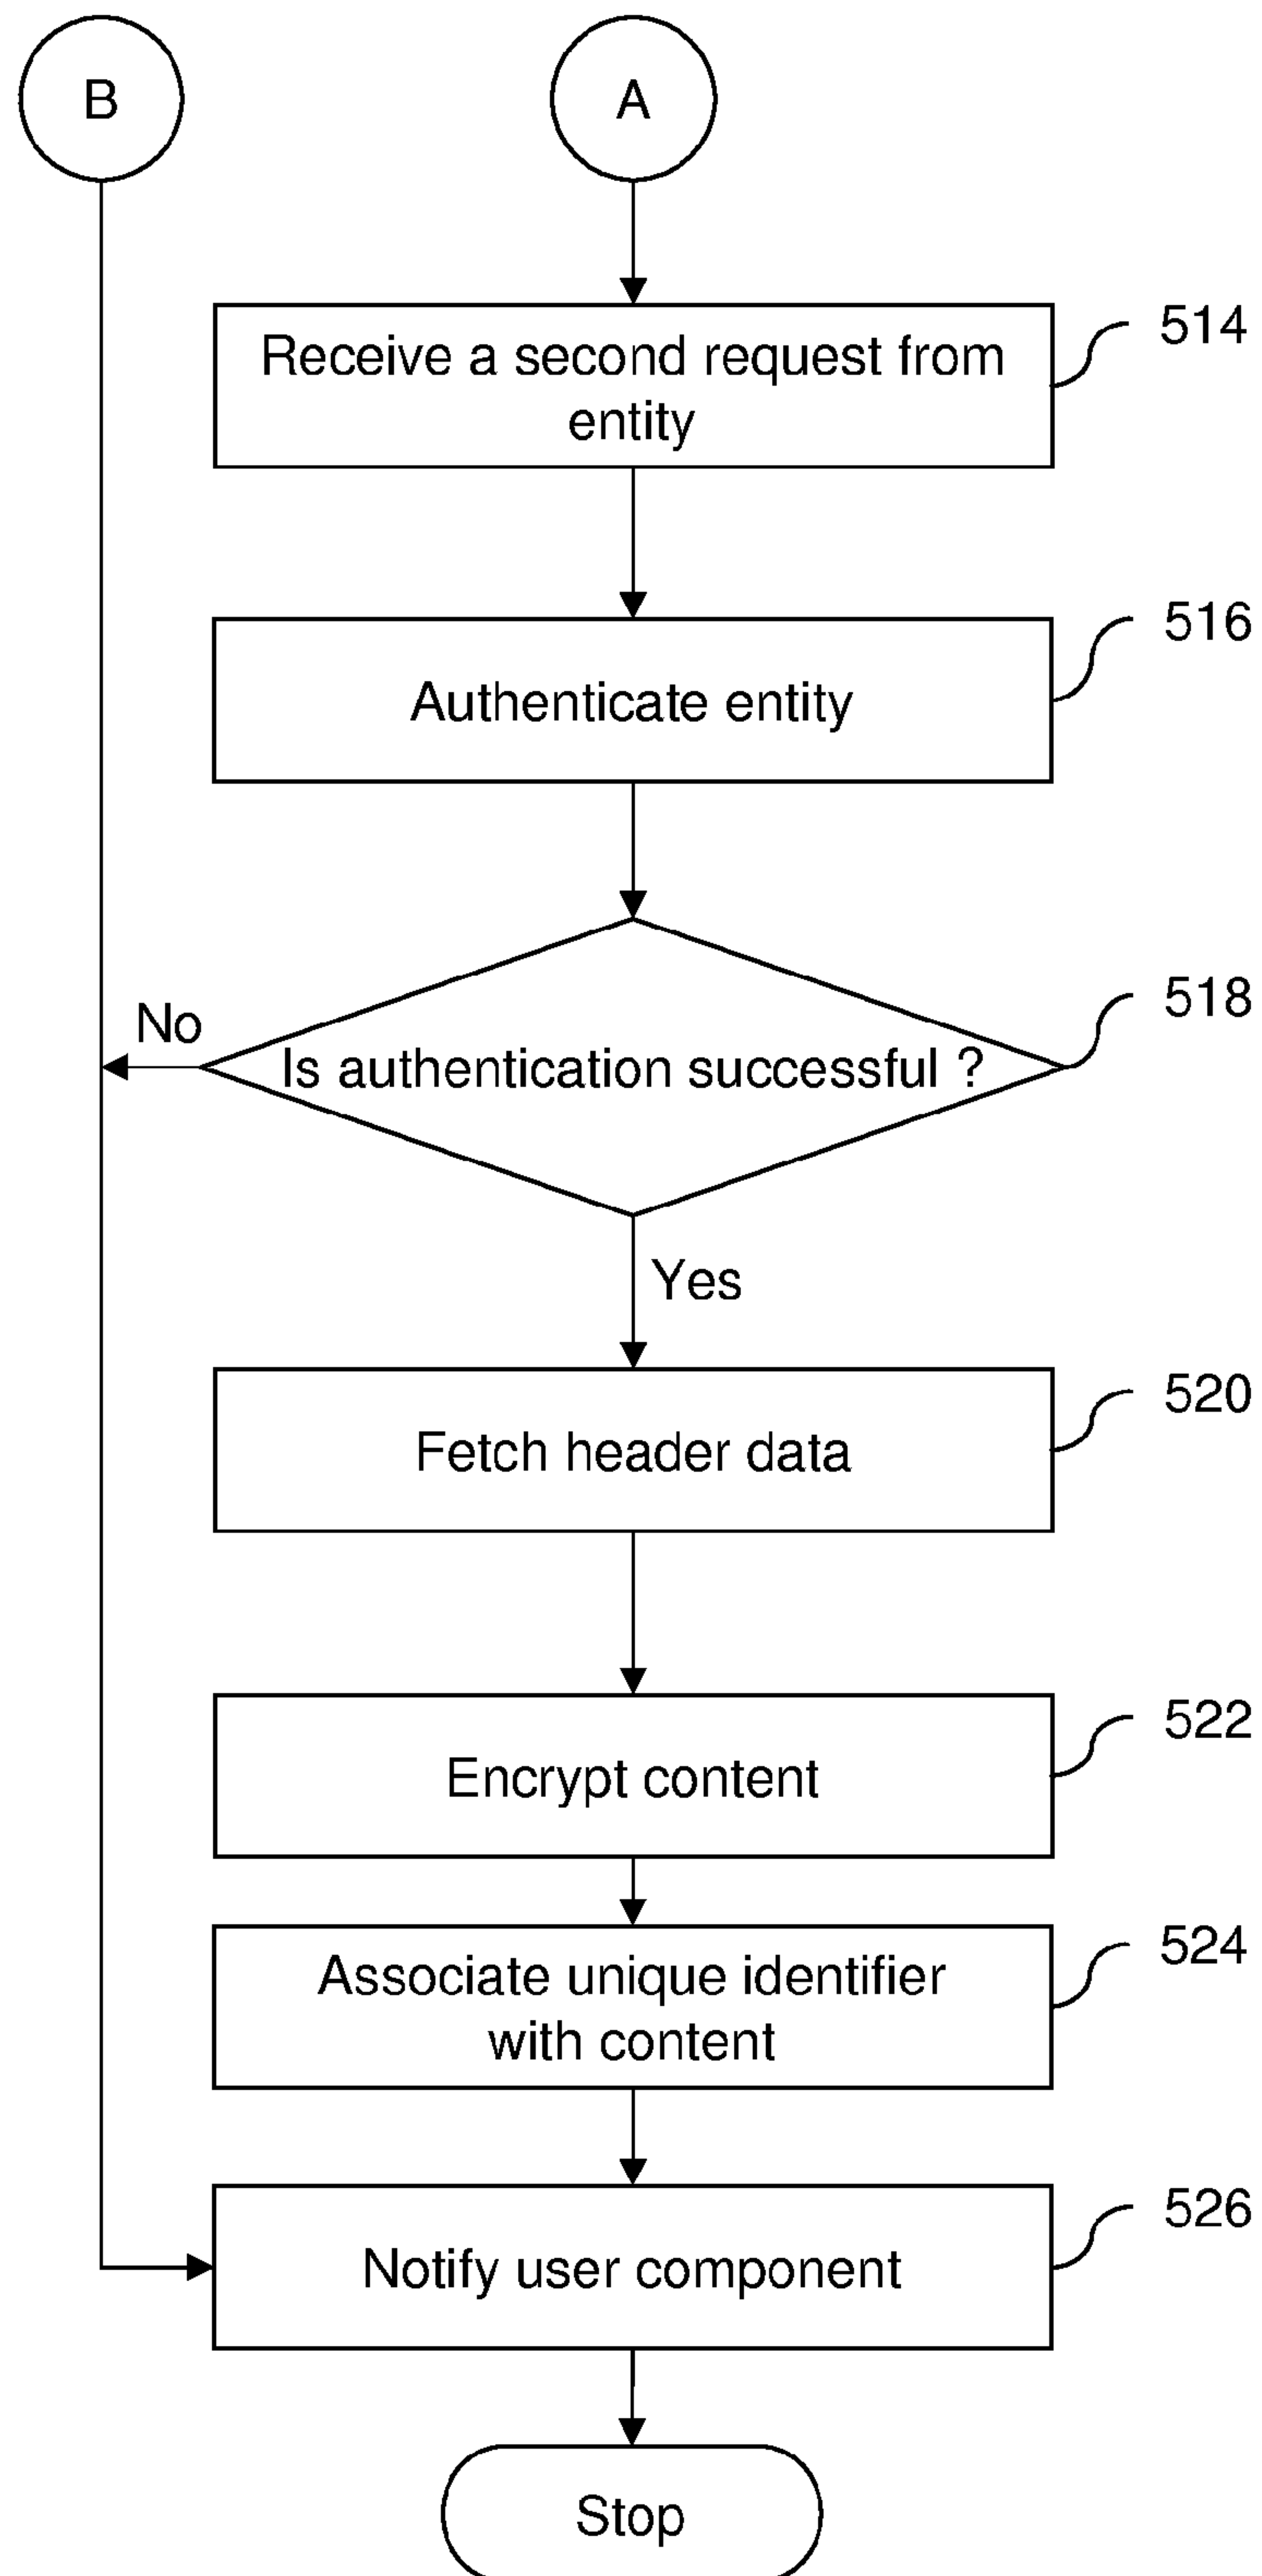 B
A
Receive a second request from
entity
514
Authenticate entity
516
No
Is authentication successful ?
518
Yes
Fetch header data
520
Encrypt content
522
Associate unique identifier
with content
524
Notify user component
526
Stop